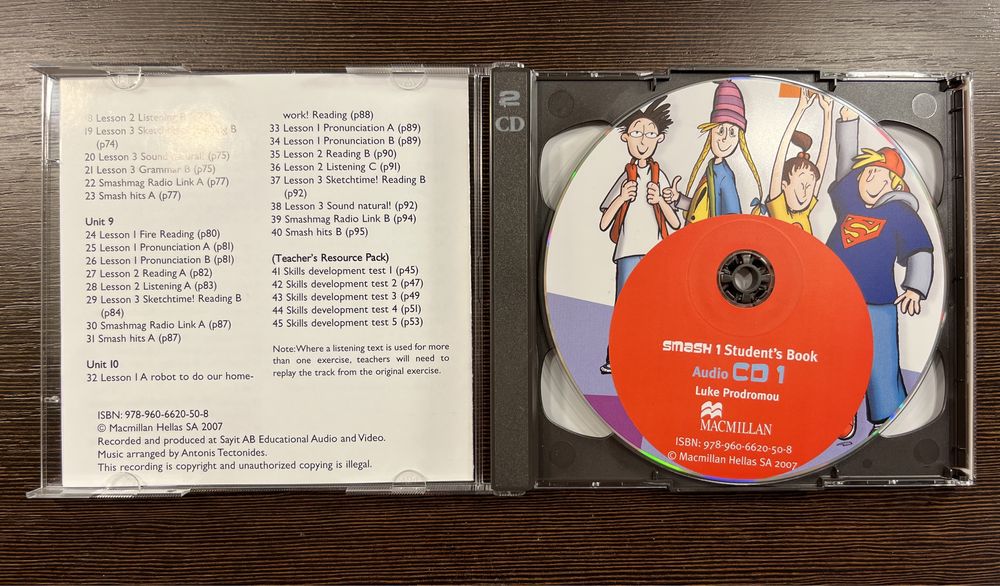 18 Lesson 2 Listening B
19 Lesson 3 Sketchtime! Reading B
(p74)
20 Lesson 3 Sound natural! (p75)
21 Lesson 3 Grammar B (p75)
22 Smashmag Radio Link A (p77)
23 Smash hits A (p77)
Unit 9
24 Lesson 1 Fire Reading (p80)
25 Lesson 1 Pronunciation A (p81)
26 Lesson 1 Pronunciation B (p81)
27 Lesson 2 Reading A (p82)
28 Lesson 2 Listening A (p83)
29 Lesson 3 Sketchtime! Reading B
(p84)
30 Smashmag Radio Link A (p87)
31 Smash hits A (p87)
Unit 10
32 Lesson 1 A robot to do our home-
work! Reading (p88)
33 Lesson 1 Pronunciation A (p89)
34 Lesson 1 Pronunciation B (p89)
35 Lesson 2 Reading B (p90)
36 Lesson 2 Listening C (p91)
37 Lesson 3 Sketchtime! Reading B
(p92)
38 Lesson 3 Sound natural! (p92)
39 Smashmag Radio Link B (p94)
40 Smash hits B (p95)
(Teacher's Resource Pack)
41 Skills development test 1 (p45)
42 Skills development test 2 (p47)
43 Skills development test 3 (p49
44 Skills development test 4 (p51)
45 Skills development test 5 (p53)
Note: Where a listening text is used for more
than one exercise, teachers will need to
replay the track from the original exercise.
ISBN: 978-960-6620-50-8
© Macmillan Hellas SA 2007
Recorded and produced at Sayit AB Educational Audio and Video.
Music arranged by Antonis Tectonides.
This recording is copyright and unauthorized copying is illegal.
2
CD
S
smash 1 Student's Book
Audio CD 1
Luke Prodromou
MACMILLAN
ISBN: 978-960-6620-50-8
© Macmillan Hellas SA 2007